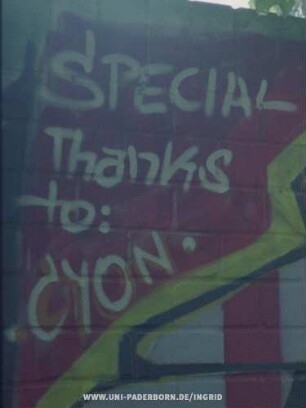 SPECIAL
Thanks
to:
CYON.
WWW.UNI-PADERBORN.DE/INGRID